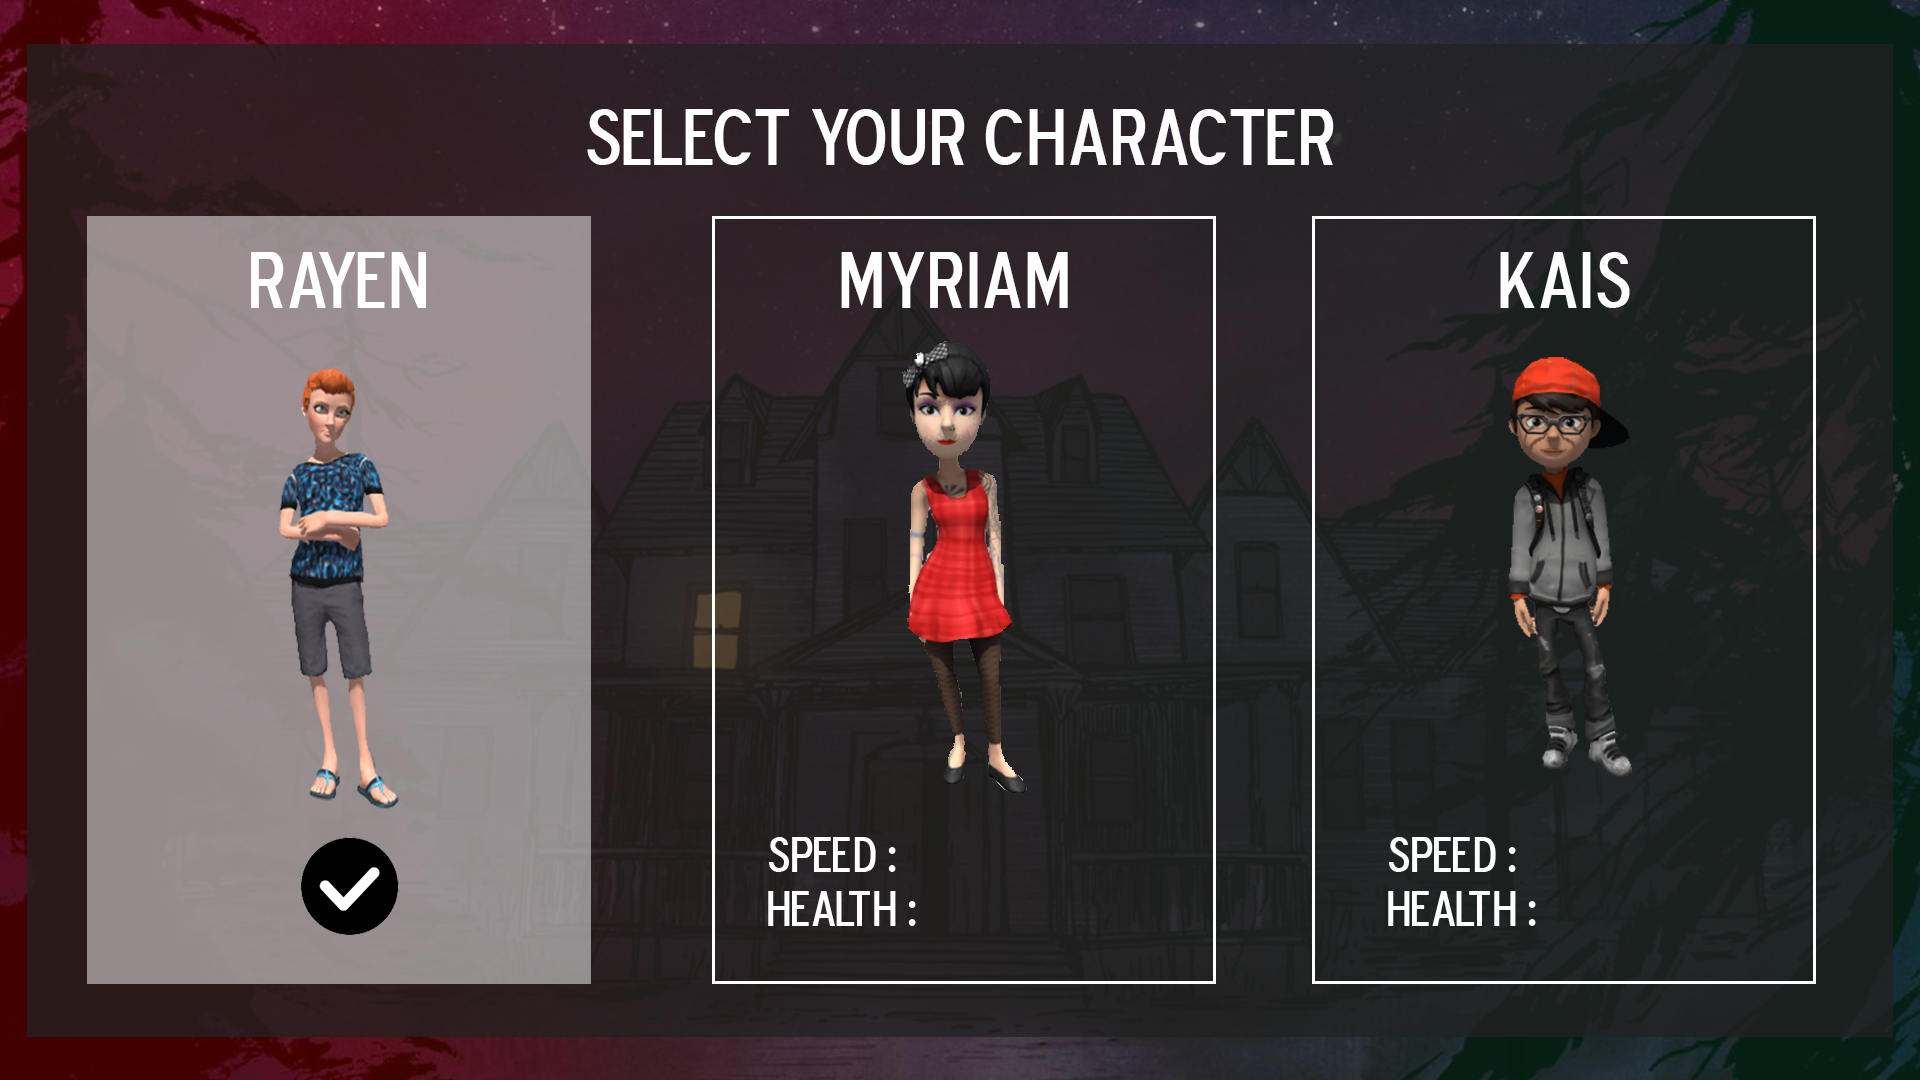 SELECT YOUR CHARACTER
RAYEN
MYRIAM
SPEED :
HEALTH :
KAIS
SPEED :
HEALTH :